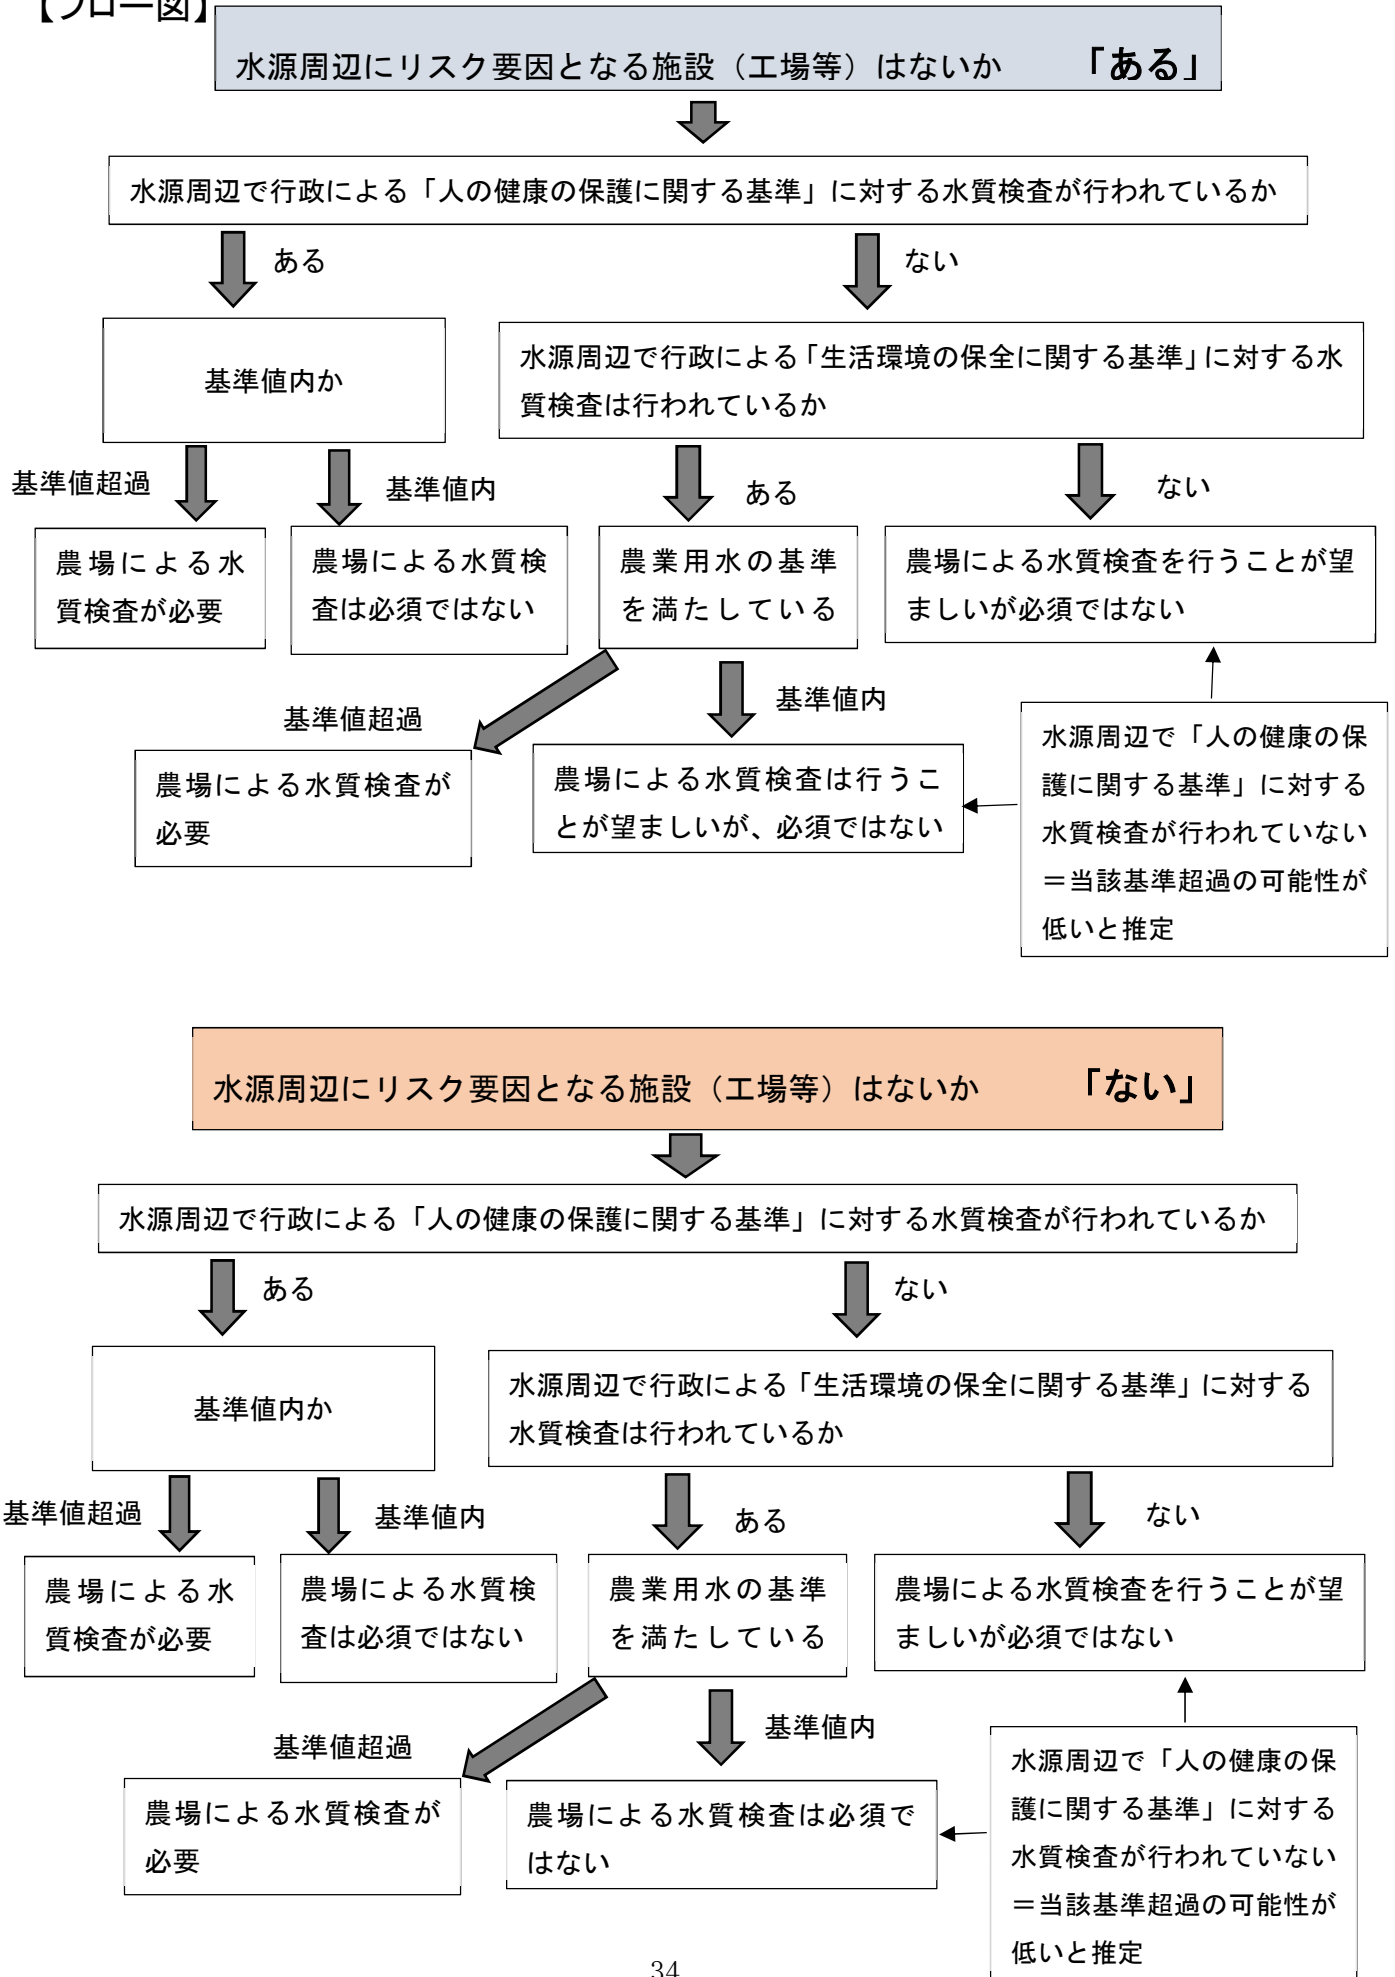 【フロー図】
水源周辺にリスク要因となる施設（工場等）はないか　「ある」
水源周辺で行政による「人の健康の保護に関する基準」に対する水質検査が行われているか
ある
ない
基準値内か
水源周辺で行政による「生活環境の保全に関する基準」に対する水
質検査は行われているか
基準値超過
基準値内
ある
ない
農場による水
質検査が必要
農場による水質検
査は必須ではない
農業用水の基準
を満たしている
農場による水質検査を行うことが望
ましいが必須ではない
基準値超過
基準値内
農場による水質検査が
必要
農場による水質検査は行うこ
とが望ましいが、必須ではない
水源周辺で「人の健康の保
護に関する基準」に対する
水質検査が行われていない
＝当該基準超過の可能性が
低いと推定
水源周辺にリスク要因となる施設（工場等）はないか　「ない」
水源周辺で行政による「人の健康の保護に関する基準」に対する水質検査が行われているか
ある
ない
基準値内か
水源周辺で行政による「生活環境の保全に関する基準」に対する
水質検査は行われているか
基準値超過
基準値内
ある
ない
農場による水
質検査が必要
農場による水質検
査は必須ではない
農業用水の基準
を満たしている
農場による水質検査を行うことが望
ましいが必須ではない
基準値超過
基準値内
農場による水質検査が
必要
農場による水質検査は必須で
はない
水源周辺で「人の健康の保
護に関する基準」に対する
水質検査が行われていない
＝当該基準超過の可能性が
低いと推定
34